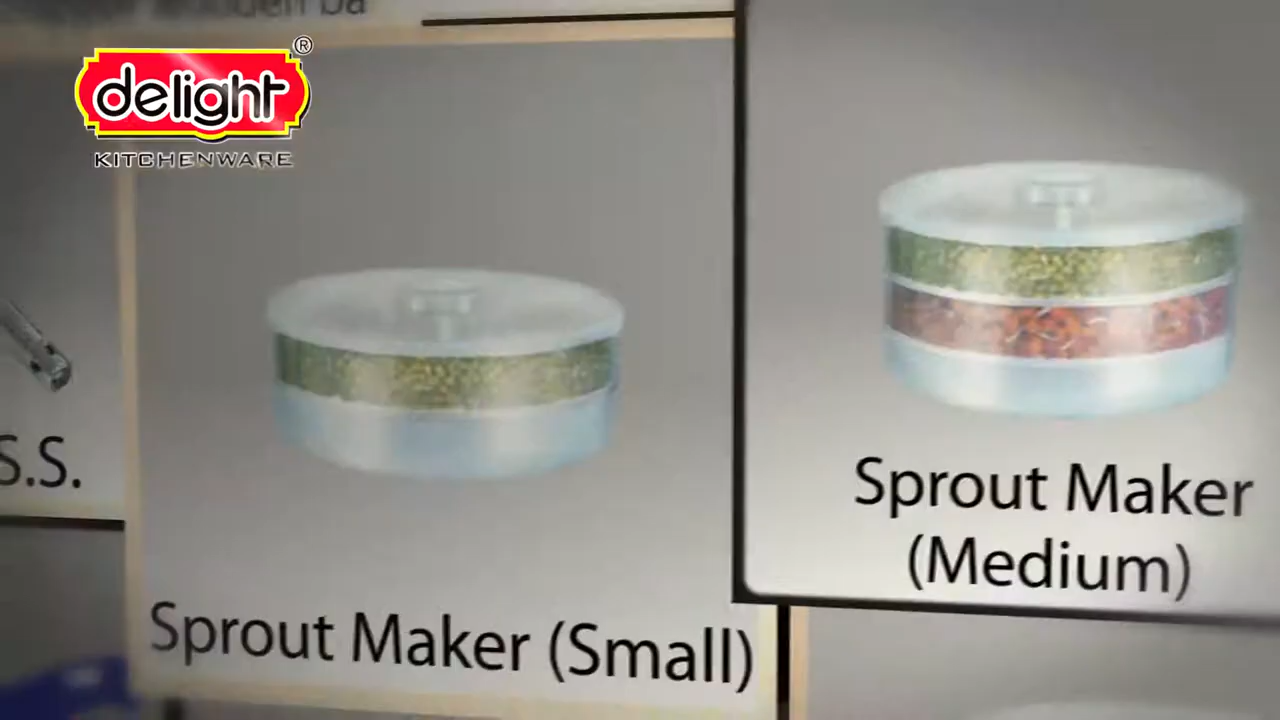 delight®
KITCHENWARE
S.S.
Sprout Maker (Small)
Sprout Maker
(Medium)